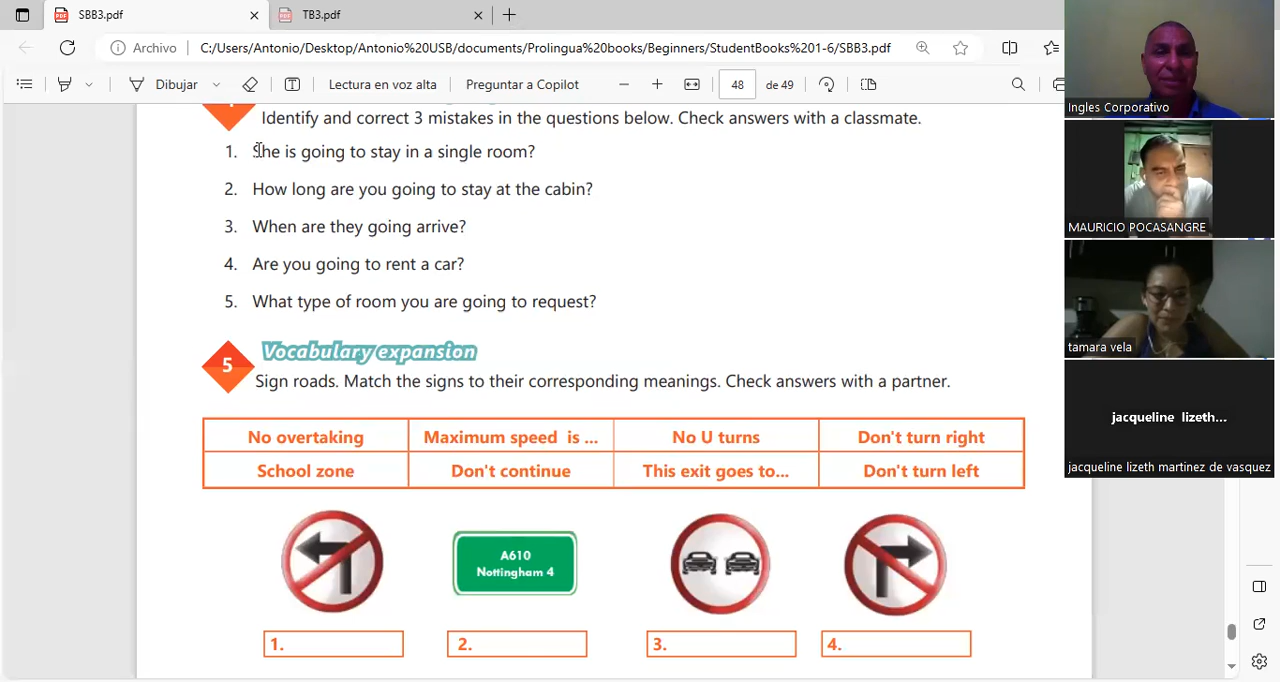 SBB3.pdf
TB3.pdf
Archivo
C:/Users/Antonio/Desktop/Antonio%20USB/documents/Prolingua%20books/Beginners/StudentBooks%201-6/SBB3.pdf
Dibujar
Lectura en voz alta
Preguntar a Copilot
48
de 49
Identify and correct 3 mistakes in the questions below. Check answers with a classmate.
1. She is going to stay in a single room?
2. How long are you going to stay at the cabin?
3. When are they going arrive?
4. Are you going to rent a car?
5. What type of room you are going to request?
Vocabulary expansion
5
Sign roads. Match the signs to their corresponding meanings. Check answers with a partner.
No overtaking
Maximum speed is ...
No U turns
Don't turn right
School zone
Don't continue
This exit goes to...
Don't turn left
A610
Nottingham 4
1.
2.
3.
4.
Ingles Corporativo
MAURICIO POCASANGRE
tamara vela
jacqueline lizeth...
jacqueline lizeth martinez de vasquez